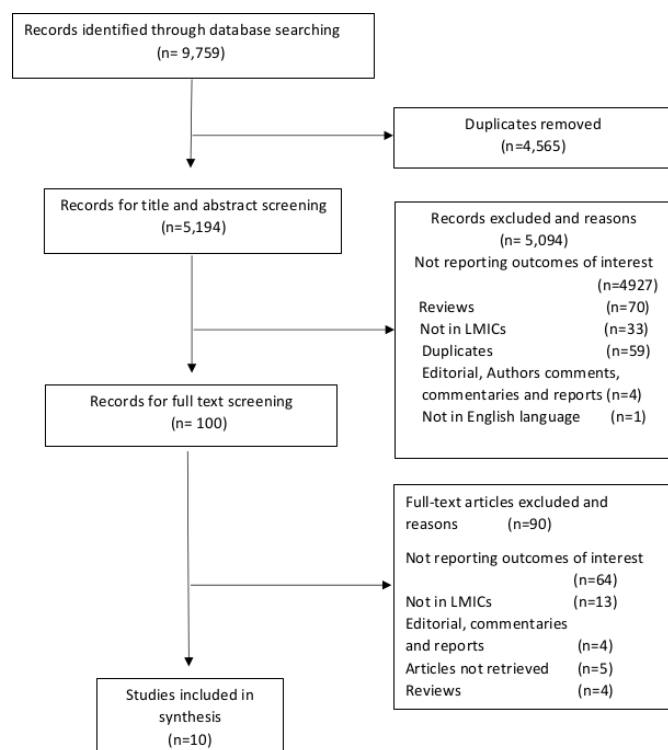 Records identified through database searching
(n= 9,759)
Duplicates removed
(n=4,565)
Records for title and abstract screening
(n=5,194)
Records excluded and reasons
(n= 5,094)
Not reporting outcomes of interest
(n=4927)
Reviews (n=70)
Not in LMICs (n=33)
Duplicates (n=59)
Editorial, Authors comments,
commentaries and reports (n=4)
Not in English language (n=1)
Records for full text screening
(n= 100)
Full-text articles excluded and
reasons (n=90)
Not reporting outcomes of interest
(n=64)
Not in LMICs (n=13)
Editorial, commentaries
and reports (n=4)
Articles not retrieved (n=5)
Reviews (n=4)
Studies included in
synthesis
(n=10)